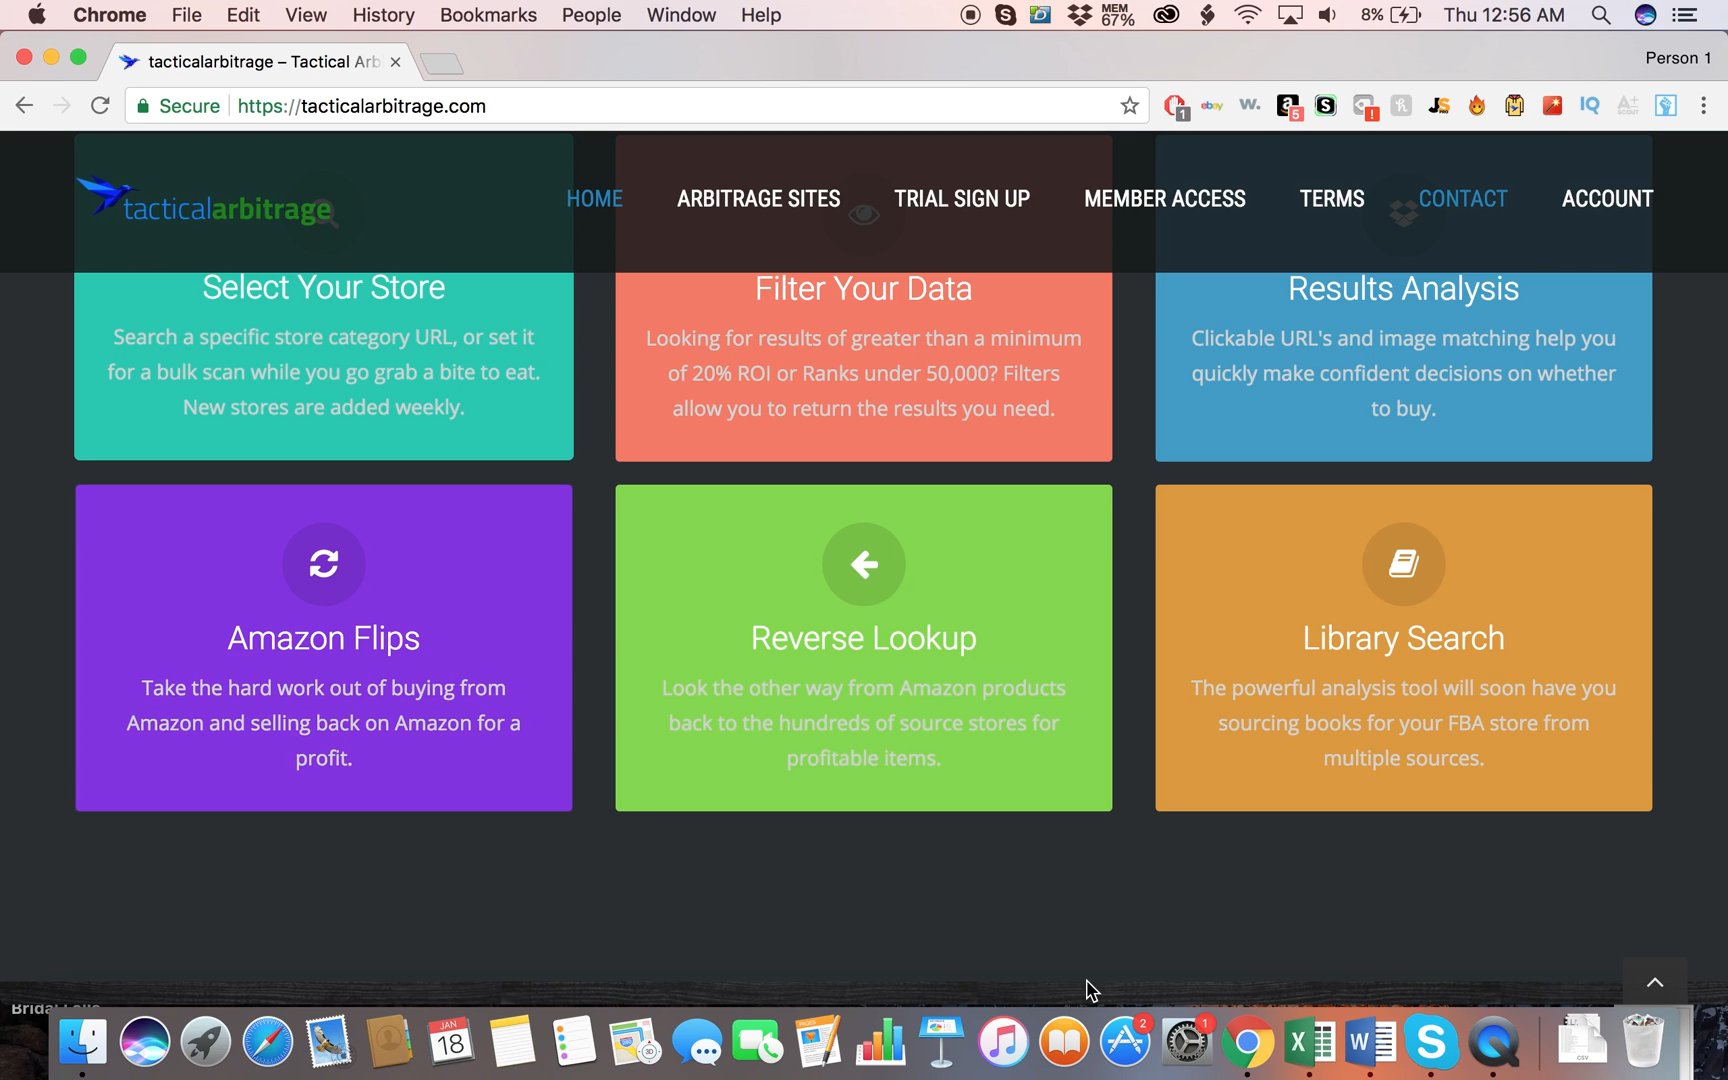 Chrome File Edit View History Bookmarks People Window Help MEM 67% 8% Thu 12:56 AM
tacticalarbitrage – Tactical Arb Person 1
Secure https://tacticalarbitrage.com
tacticalarbitrage HOME ARBITRAGE SITES TRIAL SIGN UP MEMBER ACCESS TERMS CONTACT ACCOUNT
Select Your Store
Search a specific store category URL, or set it
for a bulk scan while you go grab a bite to eat.
New stores are added weekly.
Filter Your Data
Looking for results of greater than a minimum
of 20% ROI or Ranks under 50,000? Filters
allow you to return the results you need.
Results Analysis
Clickable URL's and image matching help you
quickly make confident decisions on whether
to buy.
Amazon Flips
Take the hard work out of buying from
Amazon and selling back on Amazon for a
profit.
Reverse Lookup
Look the other way from Amazon products
back to the hundreds of source stores for
profitable items.
Library Search
The powerful analysis tool will soon have you
sourcing books for your FBA store from
multiple sources.
JAN
18
2
1
CSV